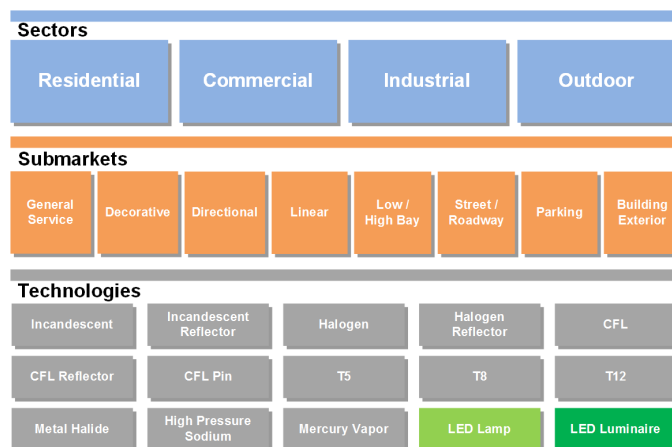 Sectors
Residential
Commercial
Industrial
Outdoor
Submarkets
General
Service
Decorative
Directional
Linear
Low /
High Bay
Street /
Roadway
Parking
Building
Exterior
Technologies
Incandescent
Incandescent
Reflector
Halogen
Halogen
Reflector
CFL
CFL Reflector
CFL Pin
T5
T8
T12
Metal Halide
High Pressure
Sodium
Mercury Vapor
LED Lamp
LED Luminaire